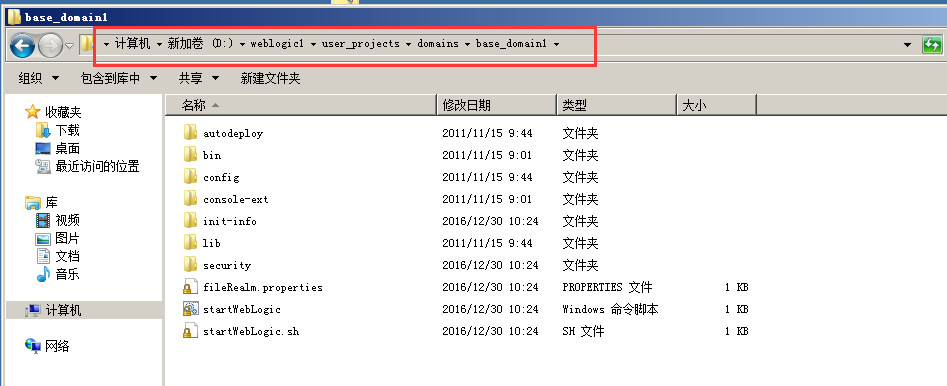 base_domain1
计算机 新加卷 (D:) weblogic1 user_projects domains base_domain1
组织 包含到库中 共享 新建文件夹
收藏夹
下载
桌面
最近访问的位置
库
视频
图片
文档
音乐
计算机
网络
名称 修改日期 类型 大小
autodeploy 2011/11/15 9:44 文件夹
bin 2011/11/15 9:01 文件夹
config 2011/11/15 9:44 文件夹
console-ext 2011/11/15 9:01 文件夹
init-info 2016/12/30 10:24 文件夹
lib 2011/11/15 9:44 文件夹
security 2016/12/30 10:24 文件夹
fileRealm.properties 2016/12/30 10:24 PROPERTIES 文件 1 KB
startWebLogic 2016/12/30 10:24 Windows 命令脚本 1 KB
startWebLogic.sh 2016/12/30 10:24 SH 文件 1 KB